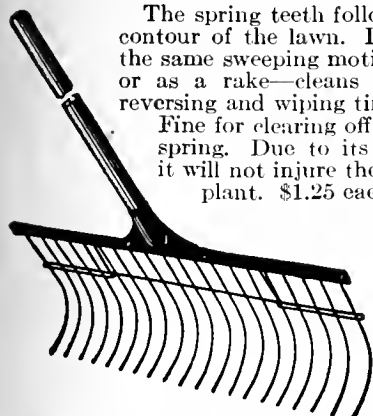 The spring teeth follo
contour of the lawn. I
the same sweeping moti
or as a rake—cleans
reversing and wiping tin
Fine for clearing off
spring. Due to its
it will not injure the
plant. $1.25 eac